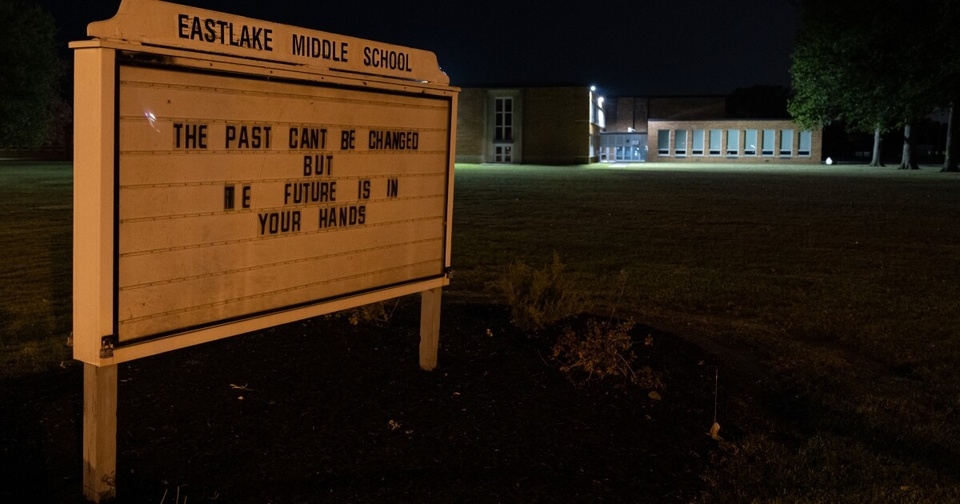 EASTLAKE MIDDLE SCHOOL
THE PAST CANT BE CHANGED
BUT
FUTURE IS IN
YOUR HANDS